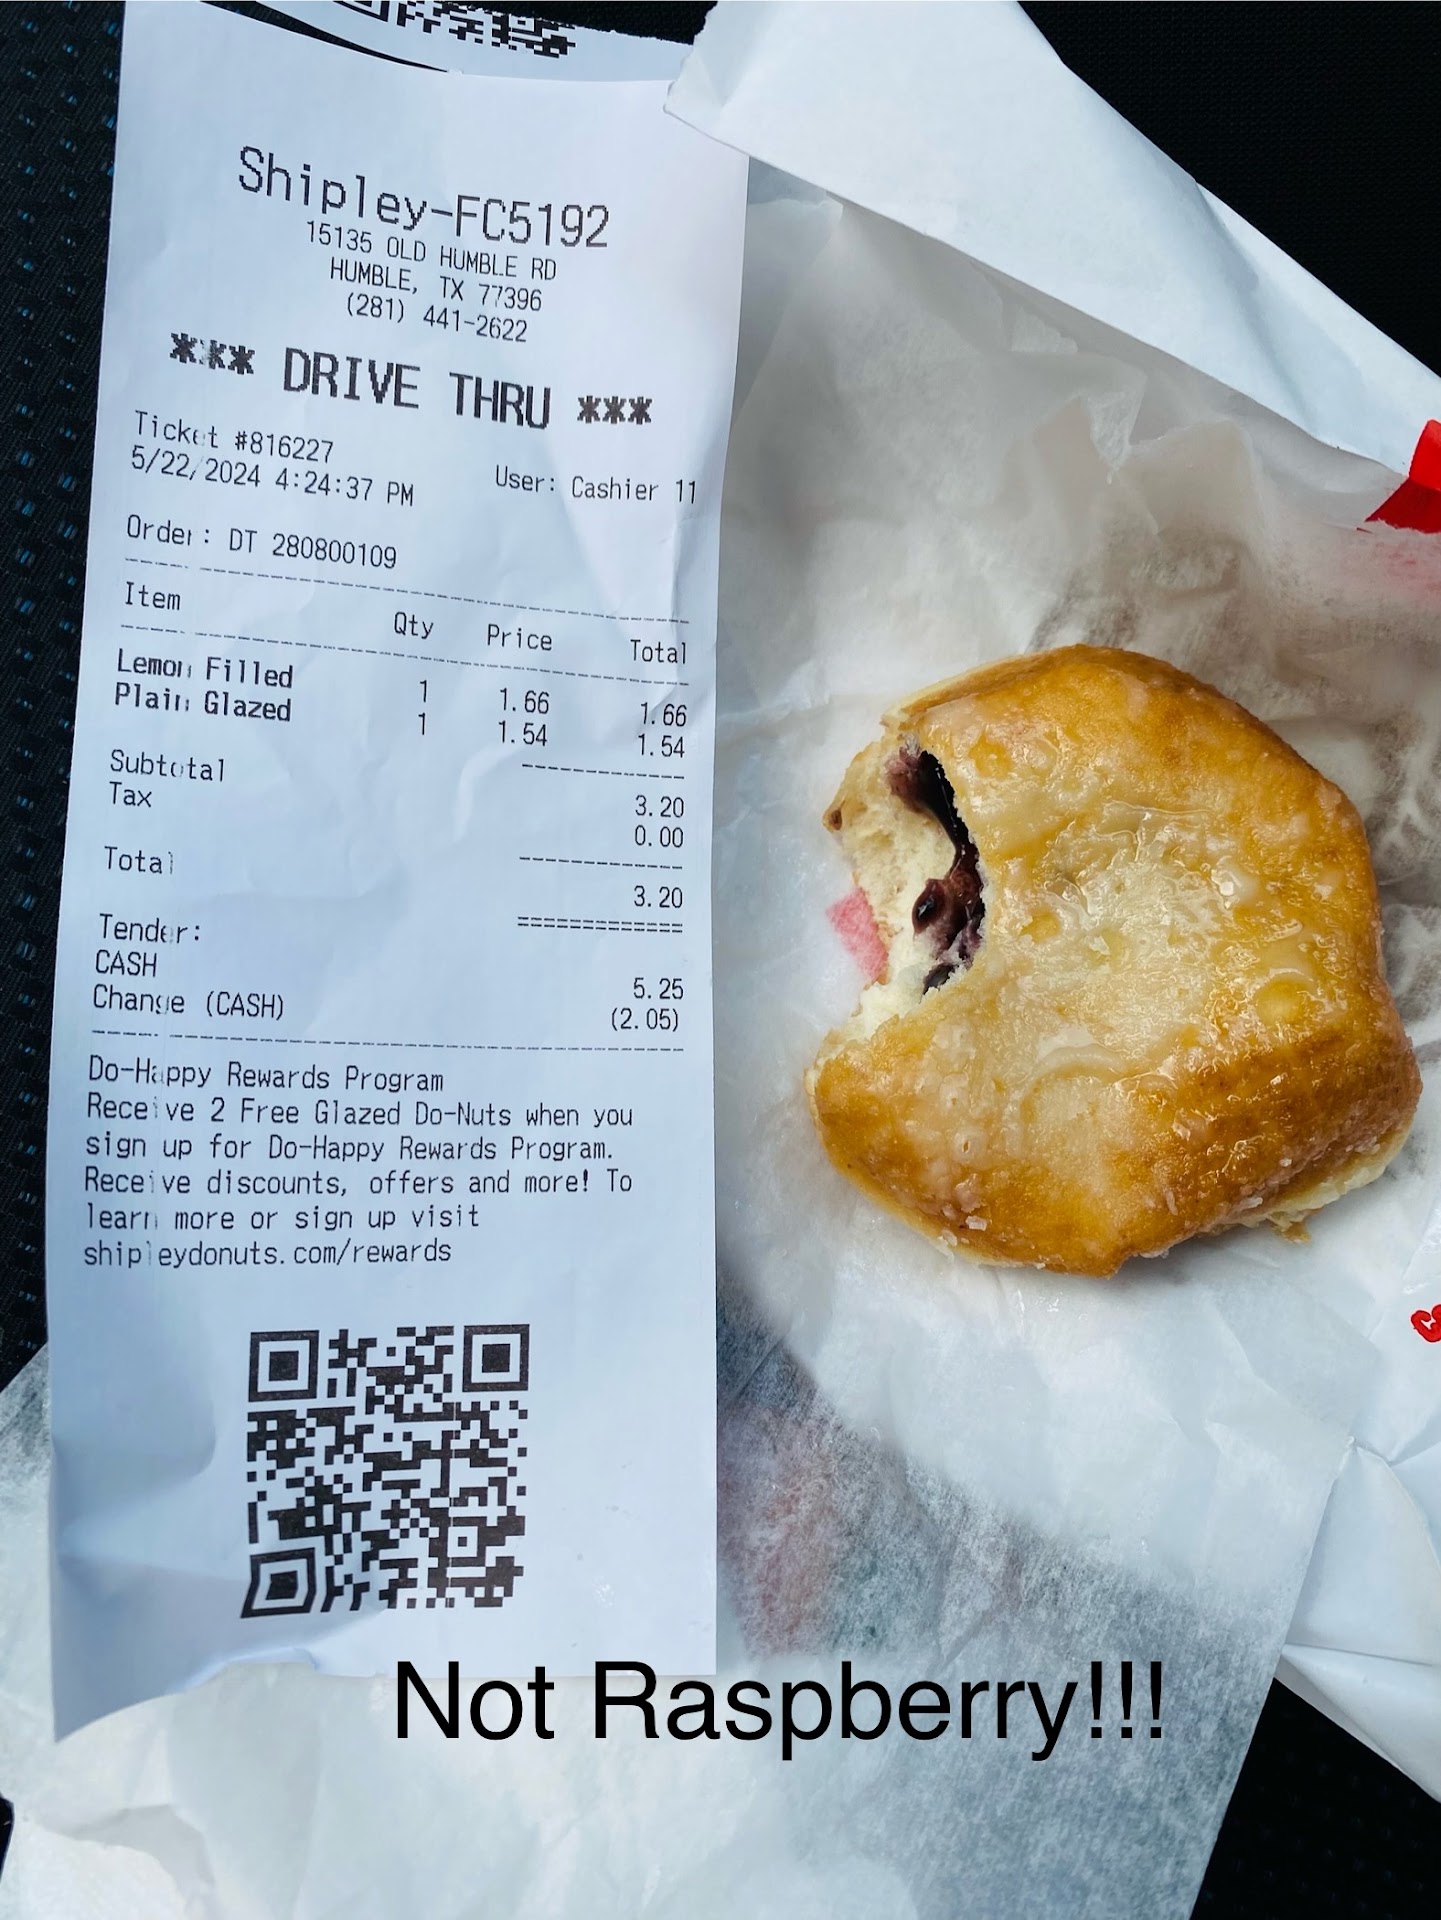 Shipley-FC5192
15135 OLD HUMBLE RD
HUMBLE, TX 77396
(281) 441-2622
*** DRIVE THRU ***
Ticket #816227
5/22/2024 4:24:37 PM User: Cashier 11
Order: DT 280800109
Item Qty Price Total
Lemon Filled 1 1.66 1.66
Plain Glazed 1 1.54 1.54
Subtotal 3.20
Tax 0.00
Total 3.20
Tender:
CASH 5.25
Change (CASH) (2.05)
Do-Happy Rewards Program
Receive 2 Free Glazed Do-Nuts when you
sign up for Do-Happy Rewards Program.
Receive discounts, offers and more! To
learn more or sign up visit
shipleydonuts.com/rewards
Not Raspberry!!!